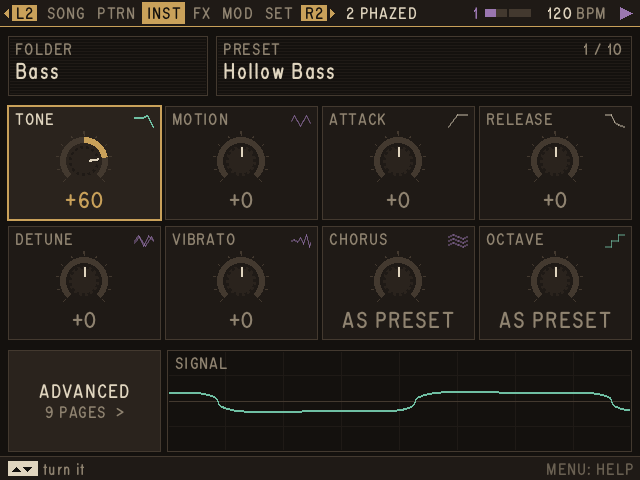 L2 SONG PTRN INST FX MOD SET R2 2 PHAZED 1 120 BPM
FOLDER
Bass
PRESET 1 / 10
Hollow Bass
TONE MOTION ATTACK RELEASE
+60 +0 +0 +0
DETUNE VIBRATO CHORUS OCTAVE
+0 +0 AS PRESET AS PRESET
ADVANCED
9 PAGES >
SIGNAL
turn it MENU: HELP